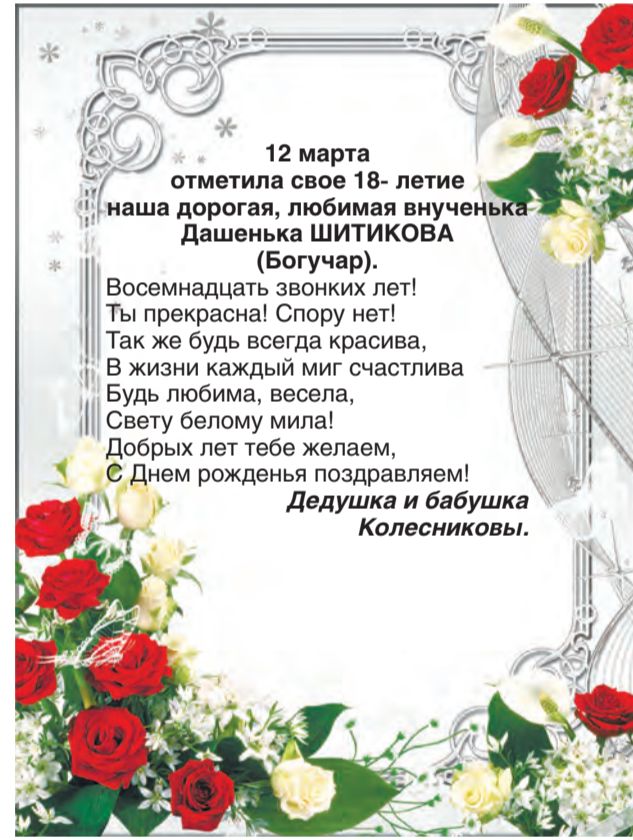 12 марта
отметила свое 18- летие
наша дорогая, любимая внученька
Дашенька ШИТИКОВА
(Богучар).
Восемнадцать звонких лет!
Ты прекрасна! Спору нет!
Так же будь всегда красива,
В жизни каждый миг счастлива
Будь любима, весела,
Свету белому мила!
Добрых лет тебе желаем,
С Днем рожденья поздравляем!
Дедушка и бабушка
Колесниковы.